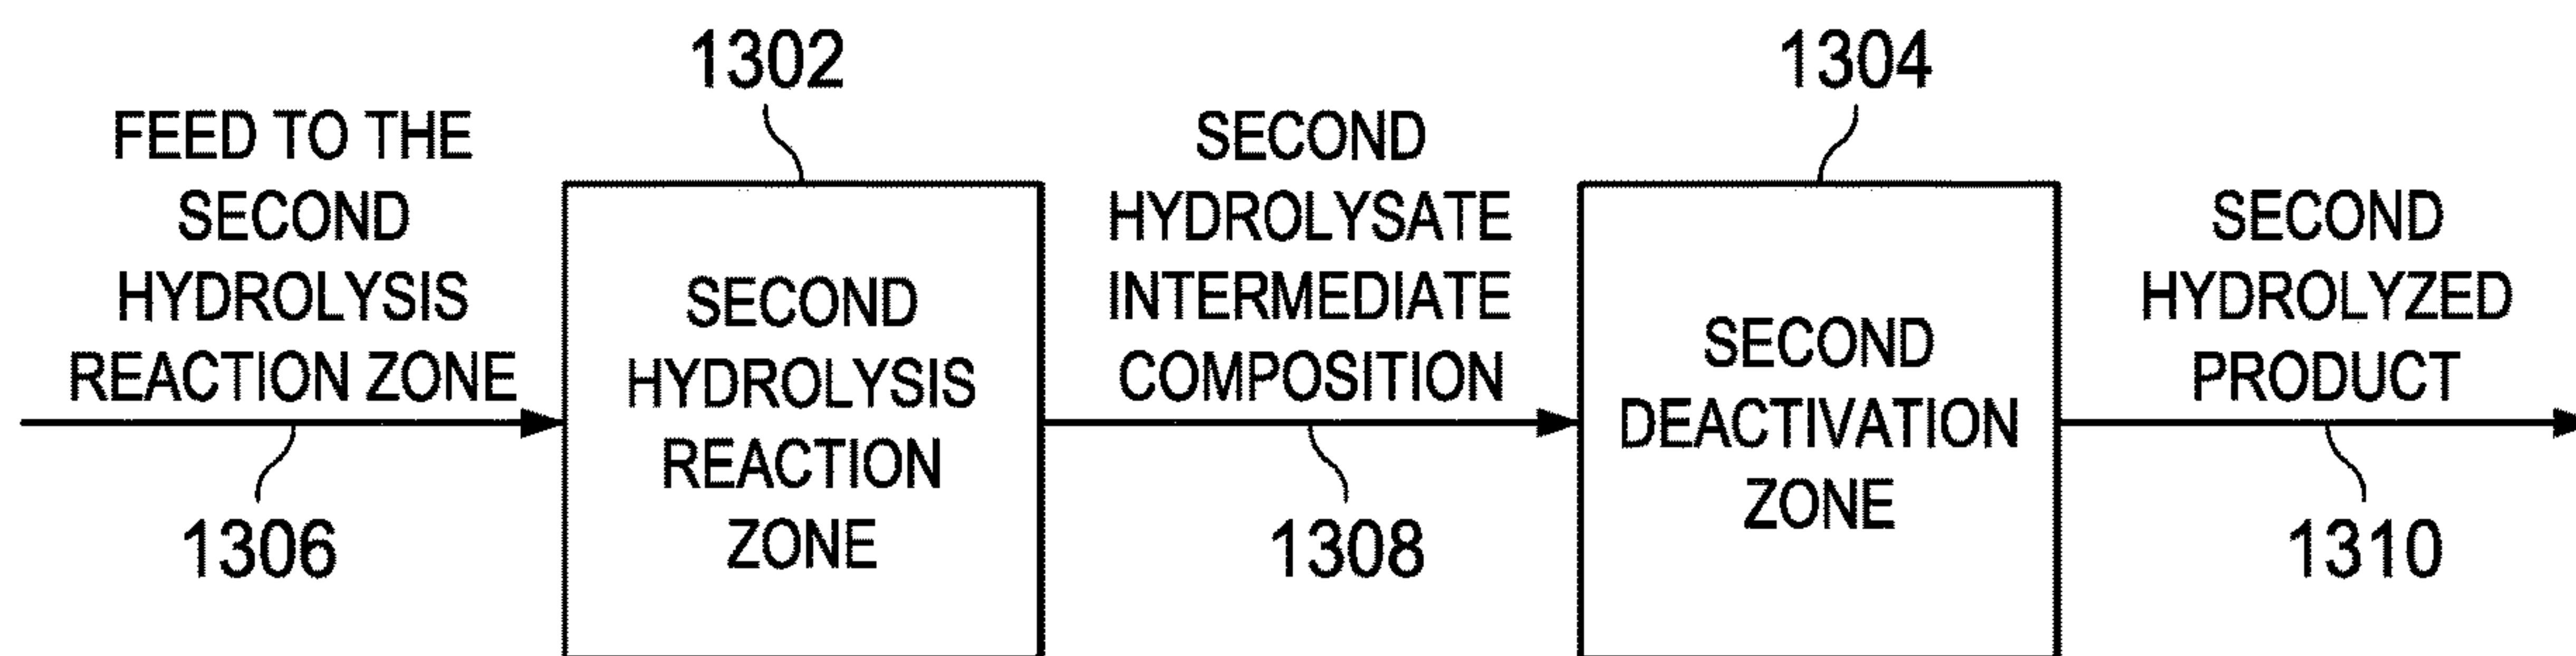 1302
1304
FEED TO THE
SECOND
HYDROLYSIS
REACTION ZONE
1306
SECOND
HYDROLYSIS
REACTION
ZONE
SECOND
HYDROLYSATE
INTERMEDIATE
COMPOSITION
1308
SECOND
DEACTIVATION
ZONE
SECOND
HYDROLYZED
PRODUCT
1310